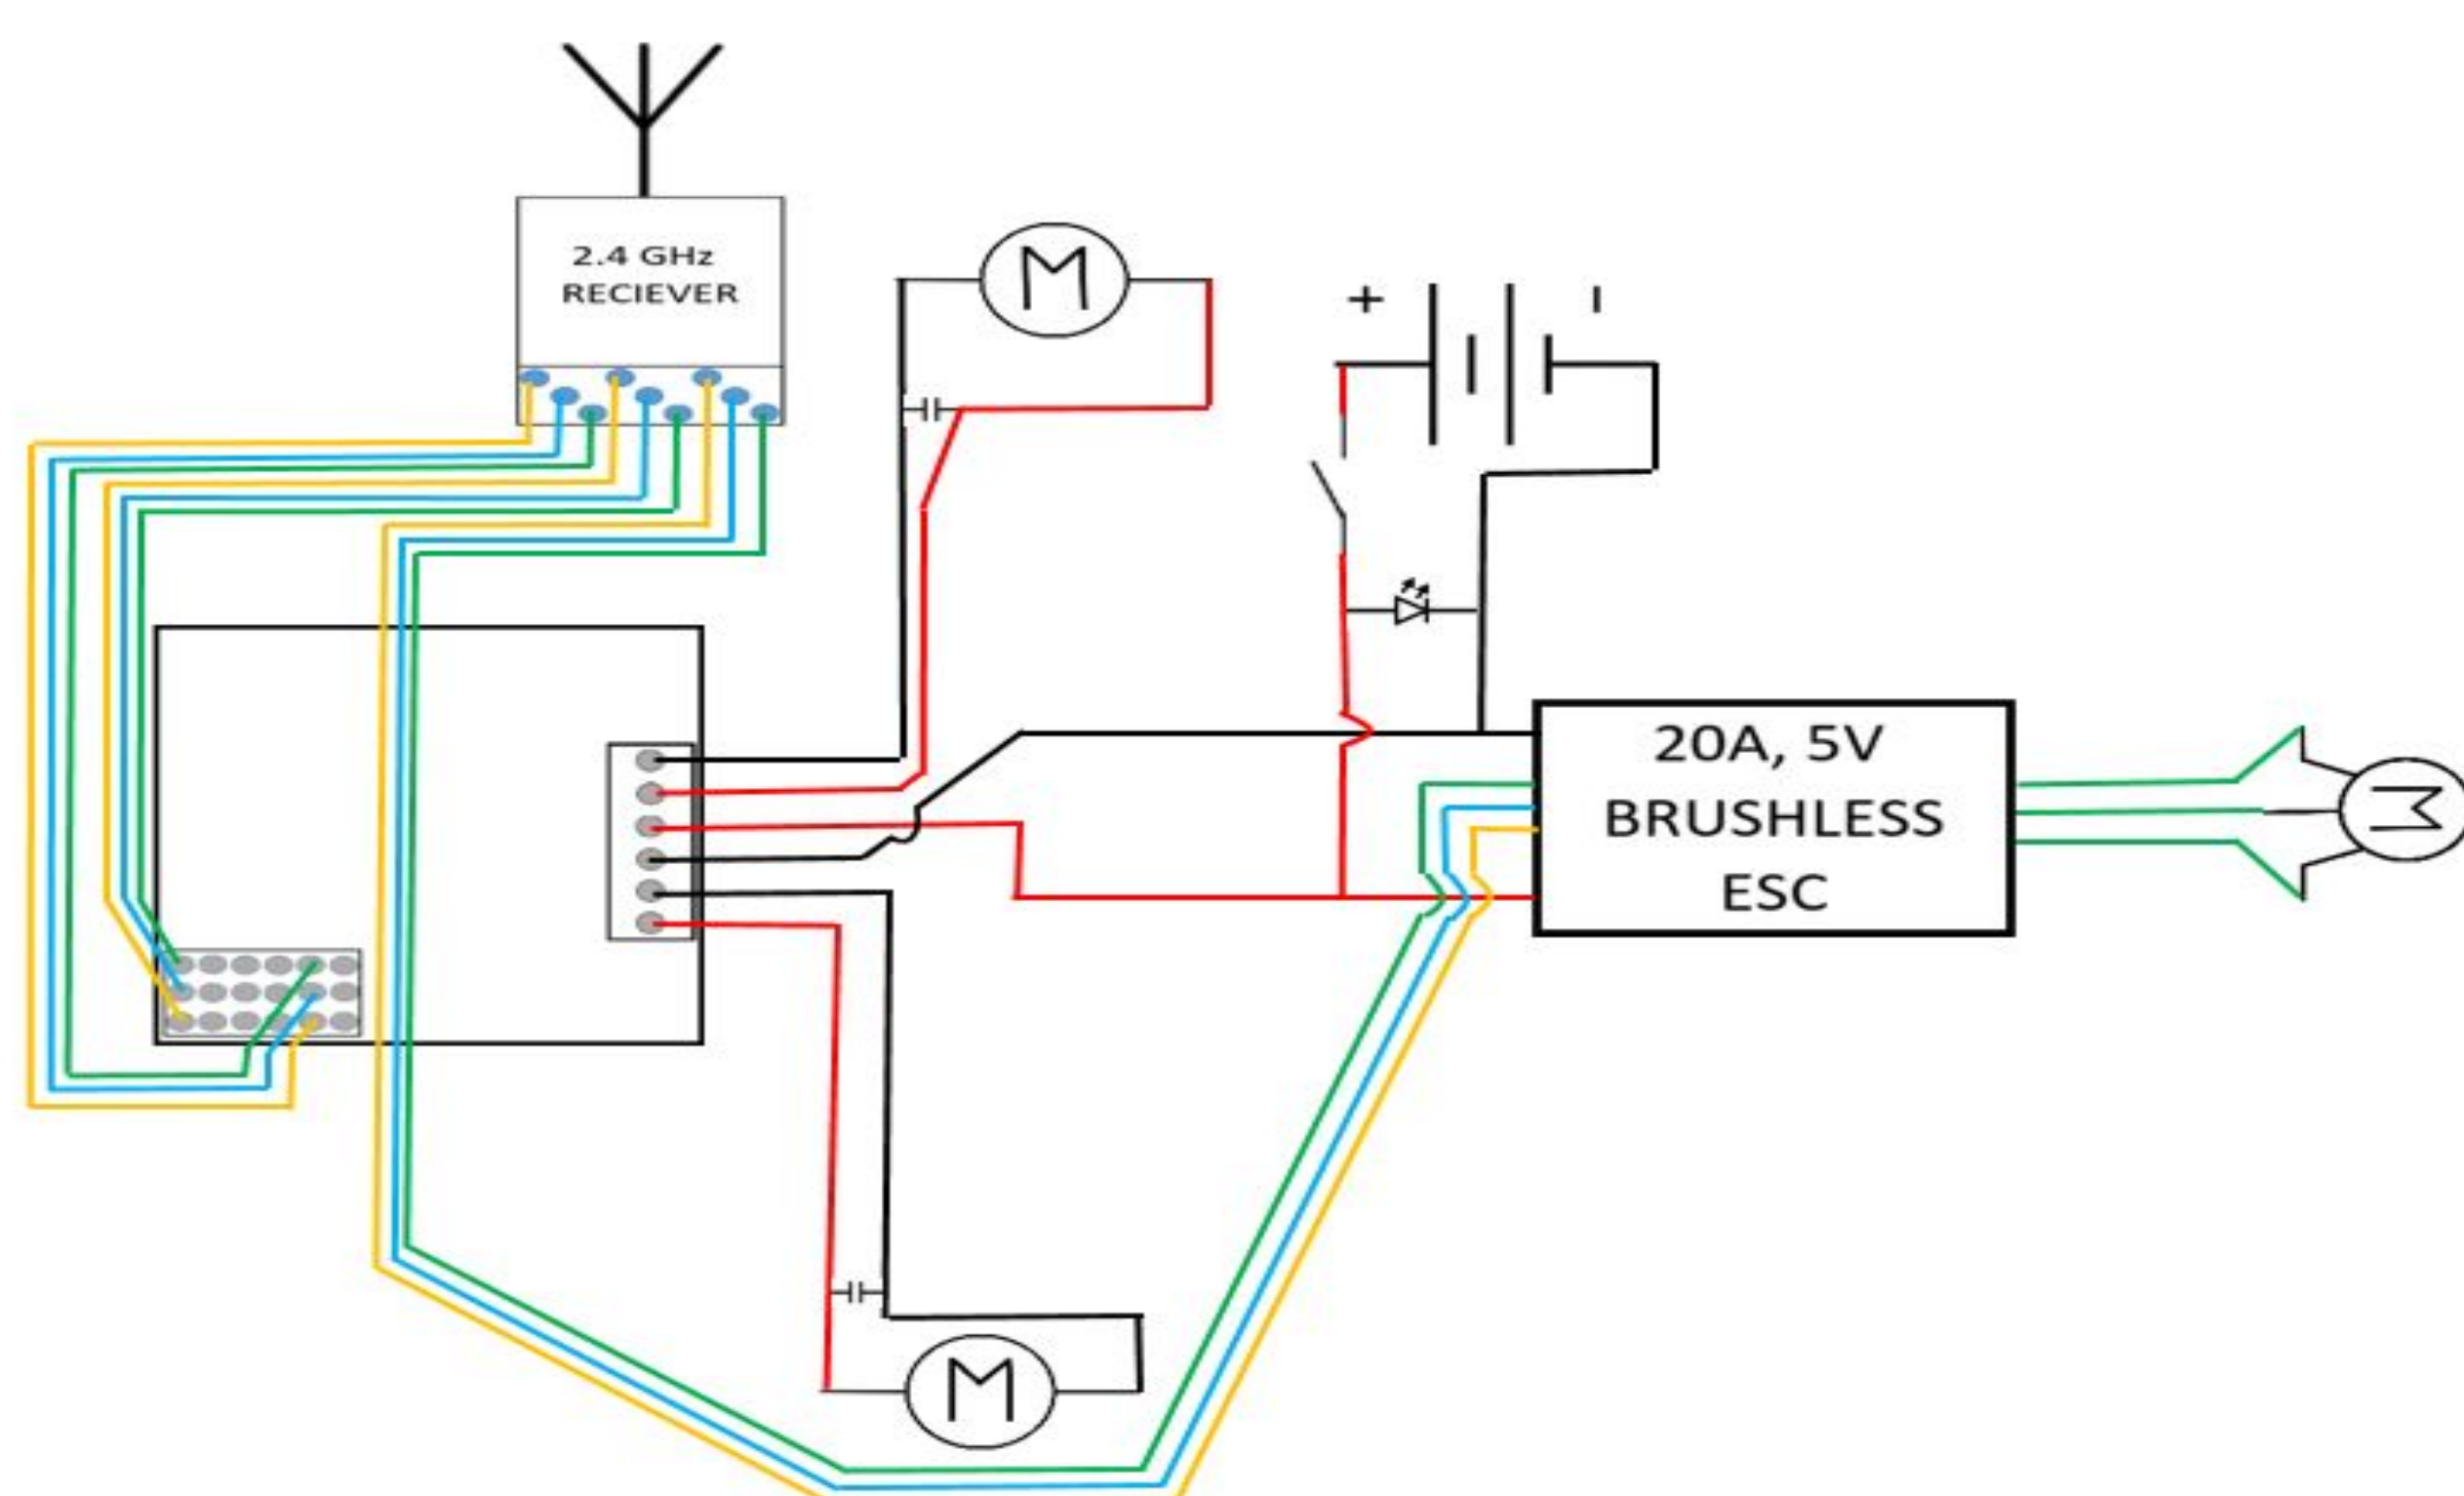 2.4 GHz
RECIEVER
M
+ -
20A, 5V
BRUSHLESS
ESC
M
M